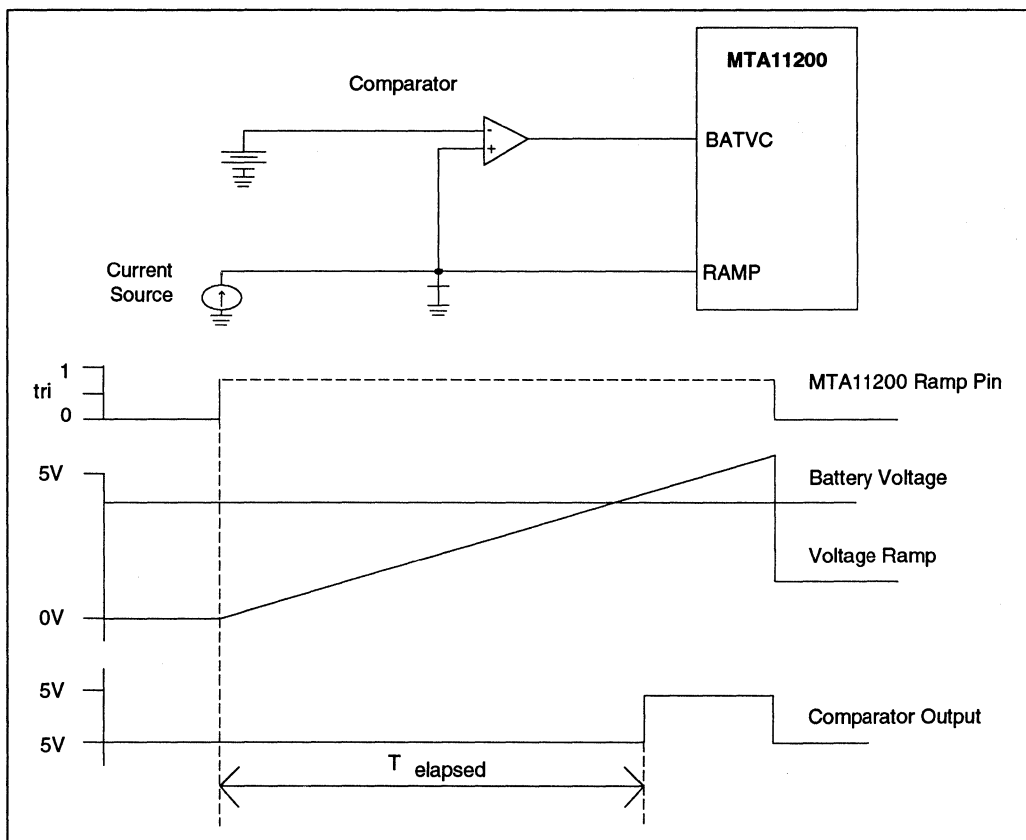 MTA11200
Comparator
-
+
BATVC
RAMP
Current
Source
1
tri
0
MTA11200 Ramp Pin
5V
Battery Voltage
Voltage Ramp
0V
5V
5V
Comparator Output
T elapsed